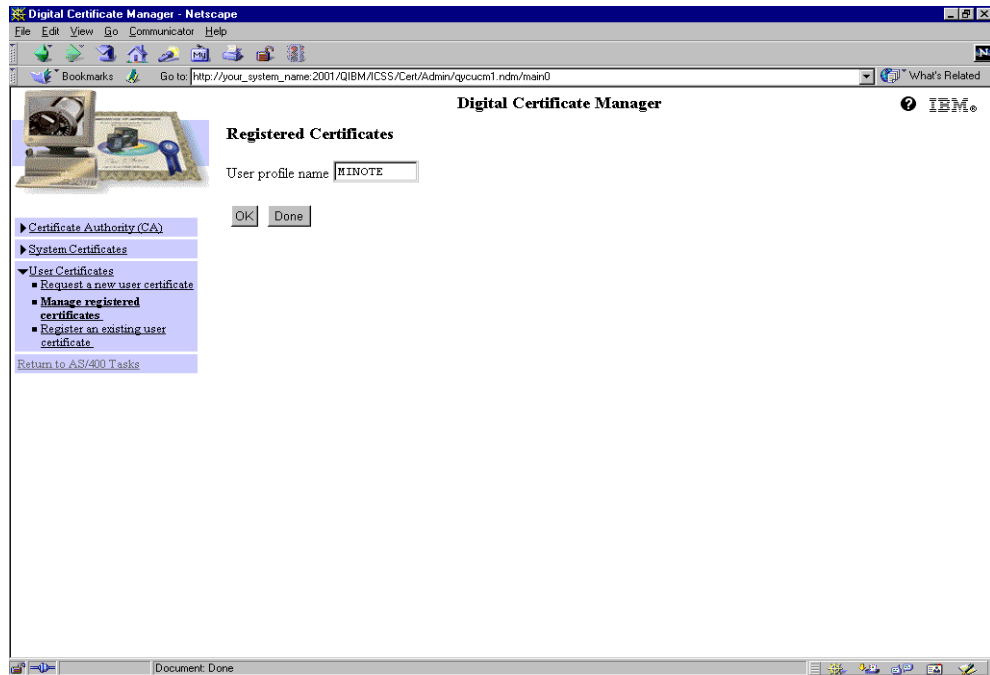 Digital Certificate Manager - Netscape
File Edit View Go Communicator Help
My
N
Bookmarks Go to: http://your_system_name:2001/QIBM/ICSS/Cert/Admin/qycucm1.ndm/main0 What's Related
Digital Certificate Manager
IBM®
Registered Certificates
User profile name MINOTE
OK Done
Certificate Authority (CA)
System Certificates
User Certificates
Request a new user certificate
Manage registered
certificates
Register an existing user
certificate
Return to AS/400 Tasks
Document: Done